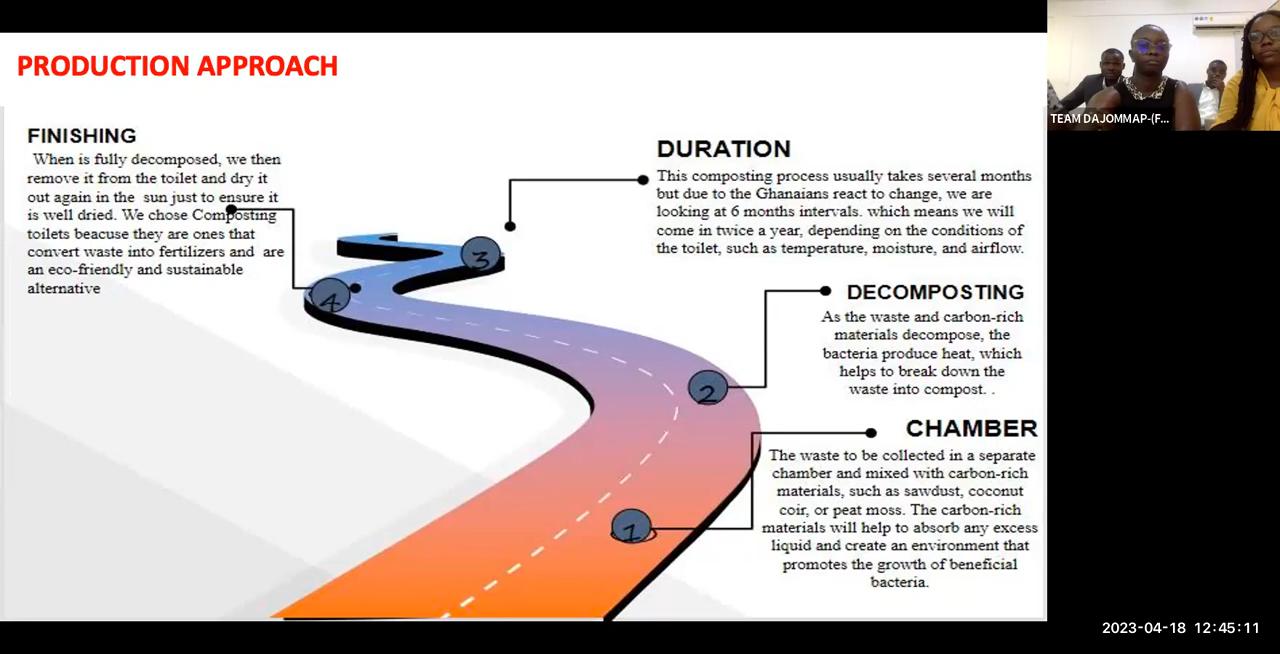 PRODUCTION APPROACH
FINISHING
When is fully decomposed, we then
remove it from the toilet and dry it
out again in the sun just to ensure it
is well dried. We chose Composting
toilets beacuse they are ones that
convert waste into fertilizers and are
an eco-friendly and sustainable
alternative
DURATION
This composting process usually takes several months
but due to the Ghanaians react to change, we are
looking at 6 months intervals. which means we will
come in twice a year, depending on the conditions of
the toilet, such as temperature, moisture, and airflow.
3
4
DECOMPOSTING
As the waste and carbon-rich
materials decompose, the
bacteria produce heat, which
helps to break down the
waste into compost. .
2
CHAMBER
The waste to be collected in a separate
chamber and mixed with carbon-rich
materials, such as sawdust, coconut
coir, or peat moss. The carbon-rich
materials will help to absorb any excess
liquid and create an environment that
promotes the growth of beneficial
bacteria.
1
TEAM DAJOMMAP-(F...
2023-04-18 12:45:11